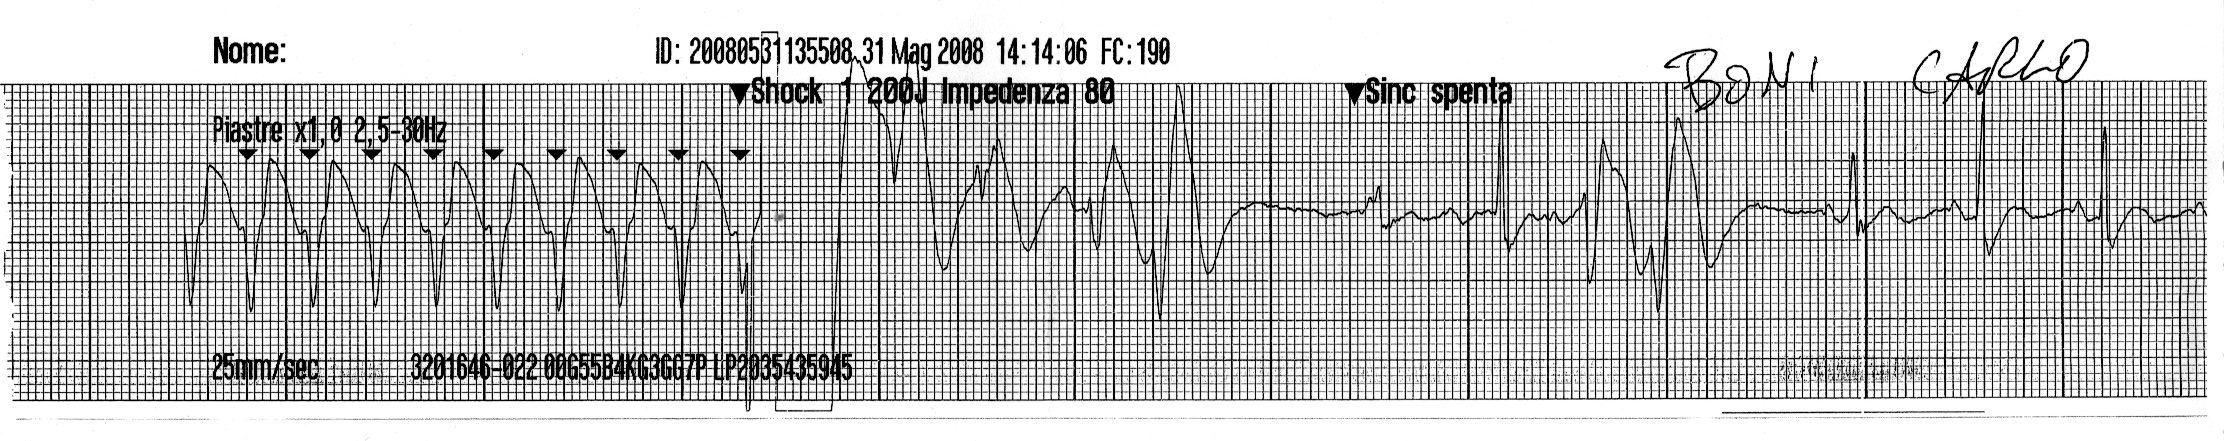 Nome: ID: 20080531135508 31 Mag 2008 14:14:06 FC:190
BONI CARLO
▼Shock 1 200J Impedenza 80 ▼Sinc spenta
Piastre x1,0 2,5-30Hz
25mm/sec 3201646-022 00G55B4KG3GG7P LP2035435945